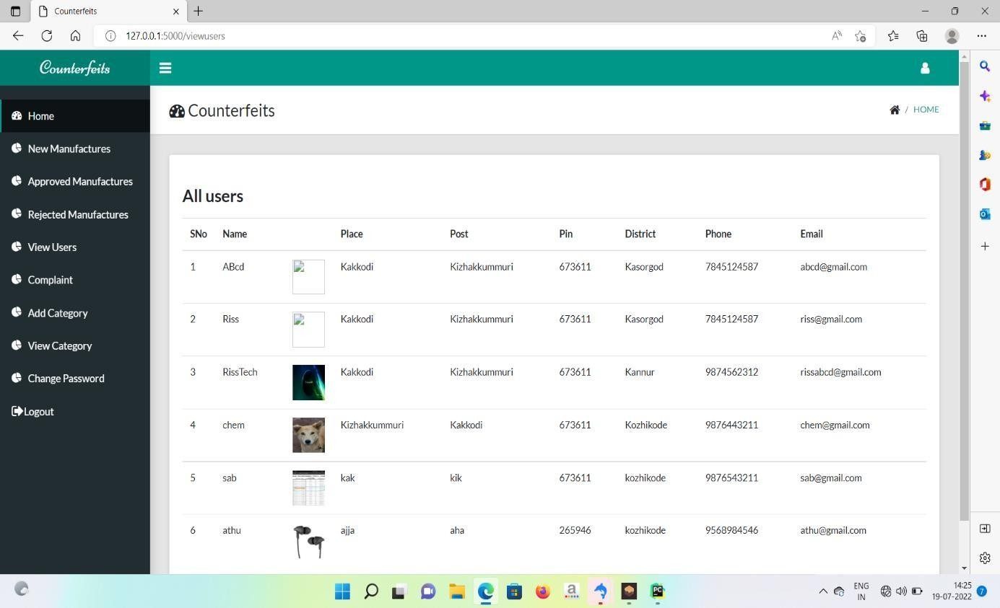 Counterfeits
127.0.0.1:5000/viewusers
Counterfeits
Counterfeits
/ HOME
Home
New Manufactures
Approved Manufactures
Rejected Manufactures
View Users
Complaint
Add Category
View Category
Change Password
Logout
All users
SNo Name Place Post Pin District Phone Email
1 ABcd Kakkodi Kizhakkummuri 673611 Kasorgod 7845124587 abcd@gmail.com
2 Riss Kakkodi Kizhakkummuri 673611 Kasorgod 7845124587 riss@gmail.com
3 RissTech Kakkodi Kizhakkummuri 673611 Kannur 9874562312 rissabcd@gmail.com
4 chem Kizhakkummuri Kakkodi 673611 Kozhikode 9876443211 chem@gmail.com
5 sab kak kik 673611 kozhikode 9876543211 sab@gmail.com
6 athu ajja aha 265946 kozhikode 9568984546 athu@gmail.com
ENG
IN
14:25
19-07-2022
7